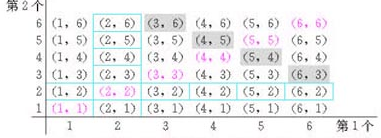 第2个
6 (1, 6) (2, 6) (3, 6) (4, 6) (5, 6) (6, 6)
5 (1, 5) (2, 5) (3, 5) (4, 5) (5, 5) (6, 5)
4 (1, 4) (2, 4) (3, 4) (4, 4) (5, 4) (6, 4)
3 (1, 3) (2, 3) (3, 3) (4, 3) (5, 3) (6, 3)
2 (1, 2) (2, 2) (3, 2) (4, 2) (5, 2) (6, 2)
1 (1, 1) (2, 1) (3, 1) (4, 1) (5, 1) (6, 1)
1 2 3 4 5 6 第1个